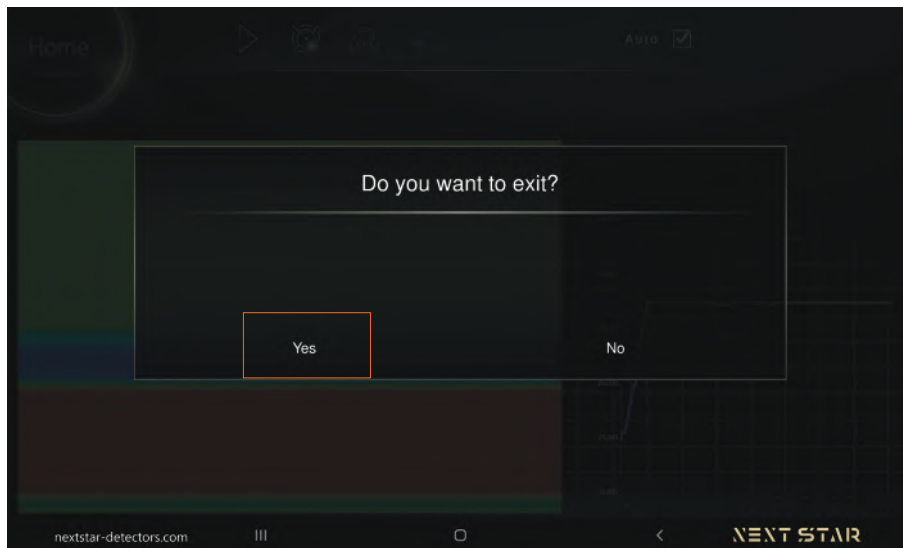 Home
Auto
Do you want to exit?
Yes
No
nextstar-detectors.com
NEXT STAR